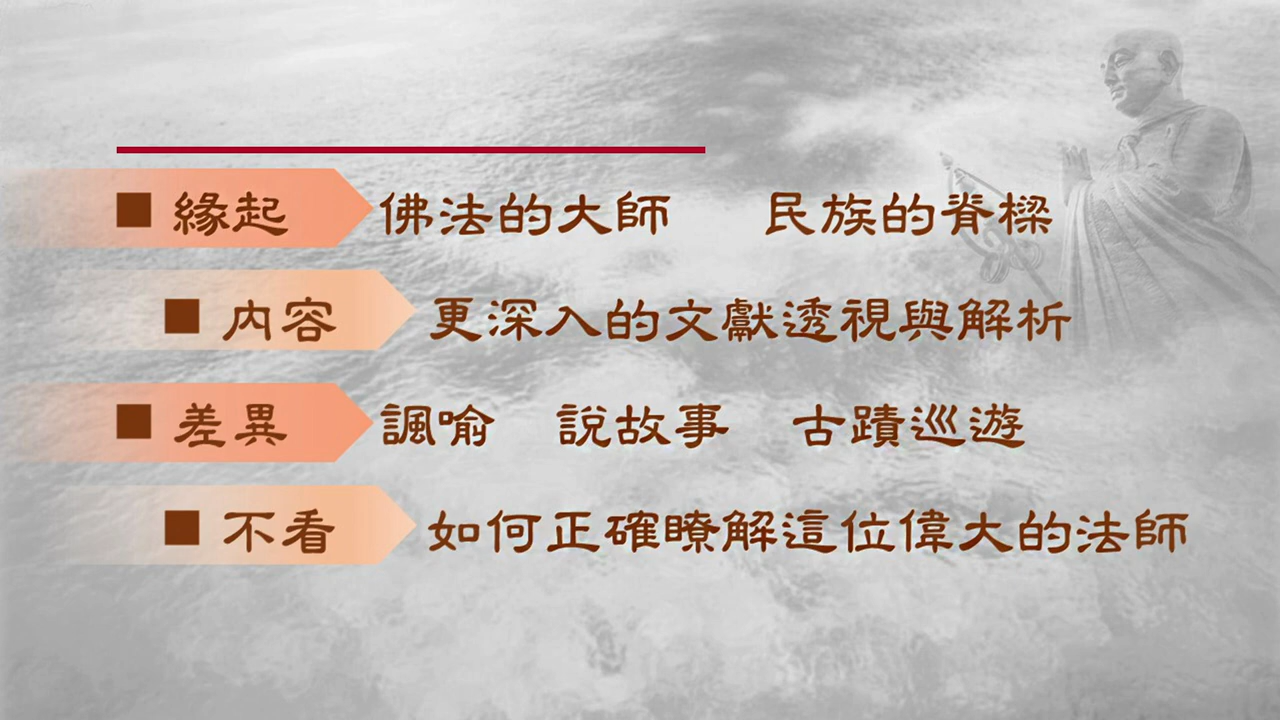 ■ 緣起 佛法的大師 民族的脊樑
■ 內容 更深入的文獻透視與解析
■ 差異 諷喻 說故事 古蹟巡遊
■ 不看 如何正確瞭解這位偉大的法師